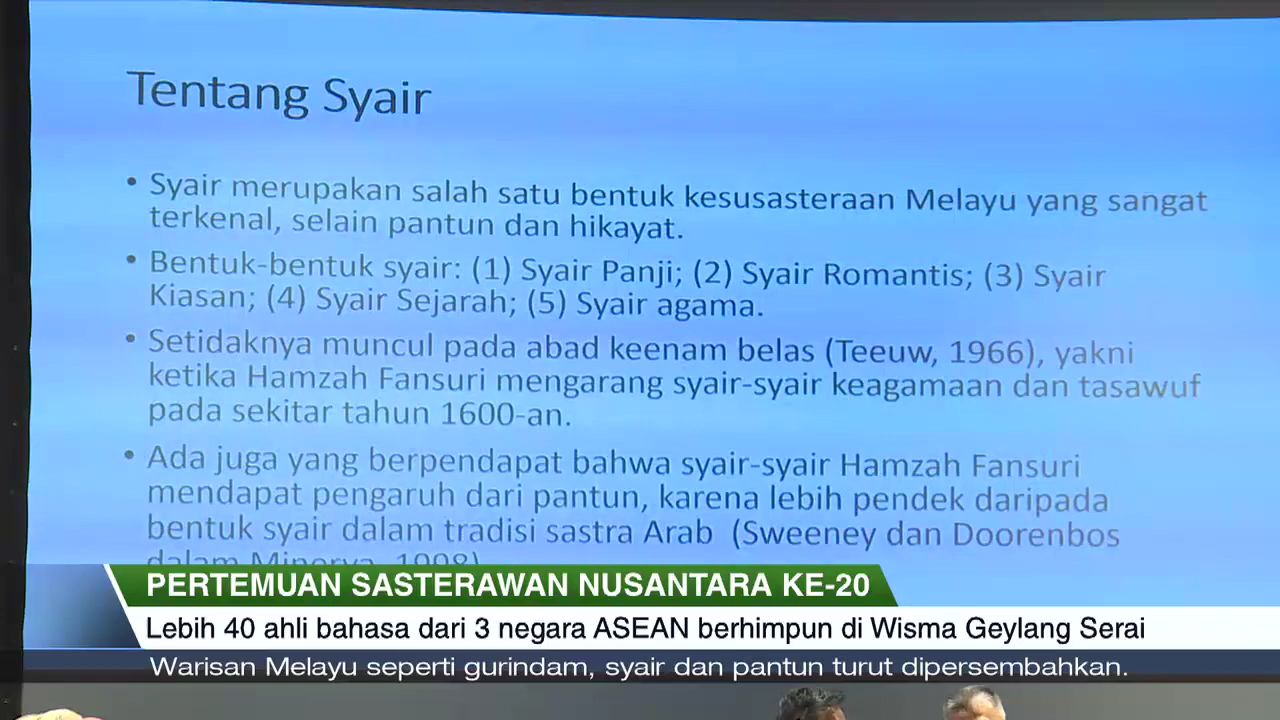 Tentang Syair
• Syair merupakan salah satu bentuk kesusasteraan Melayu yang sangat
terkenal, selain pantun dan hikayat.
• Bentuk-bentuk syair: (1) Syair Panji; (2) Syair Romantis; (3) Syair
Kiasan; (4) Syair Sejarah; (5) Syair agama.
• Setidaknya muncul pada abad keenam belas (Teeuw, 1966), yakni
ketika Hamzah Fansuri mengarang syair-syair keagamaan dan tasawuf
pada sekitar tahun 1600-an.
• Ada juga yang berpendapat bahwa syair-syair Hamzah Fansuri
mendapat pengaruh dari pantun, karena lebih pendek daripada
bentuk syair dalam tradisi sastra Arab (Sweeney dan Doorenbos
dalam
PERTEMUAN SASTERAWAN NUSANTARA KE-20
Lebih 40 ahli bahasa dari 3 negara ASEAN berhimpun di Wisma Geylang Serai
Warisan Melayu seperti gurindam, syair dan pantun turut dipersembahkan.